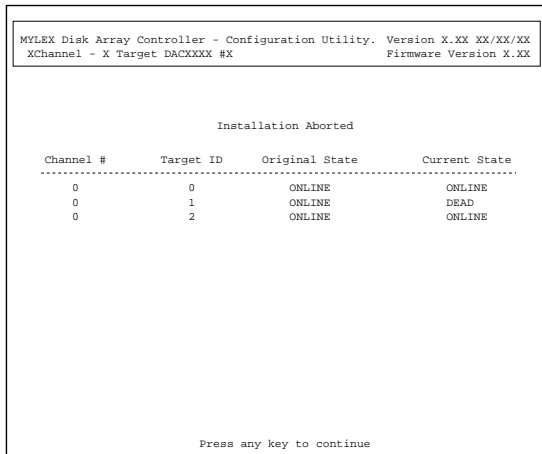 MYLEX Disk Array Controller - Configuration Utility. Version X.XX XX/XX/XX
XChannel - X Target DACXXXX #X Firmware Version X.XX
Installation Aborted
Channel # Target ID Original State Current State
0 0 ONLINE ONLINE
0 1 ONLINE DEAD
0 2 ONLINE ONLINE
Press any key to continue